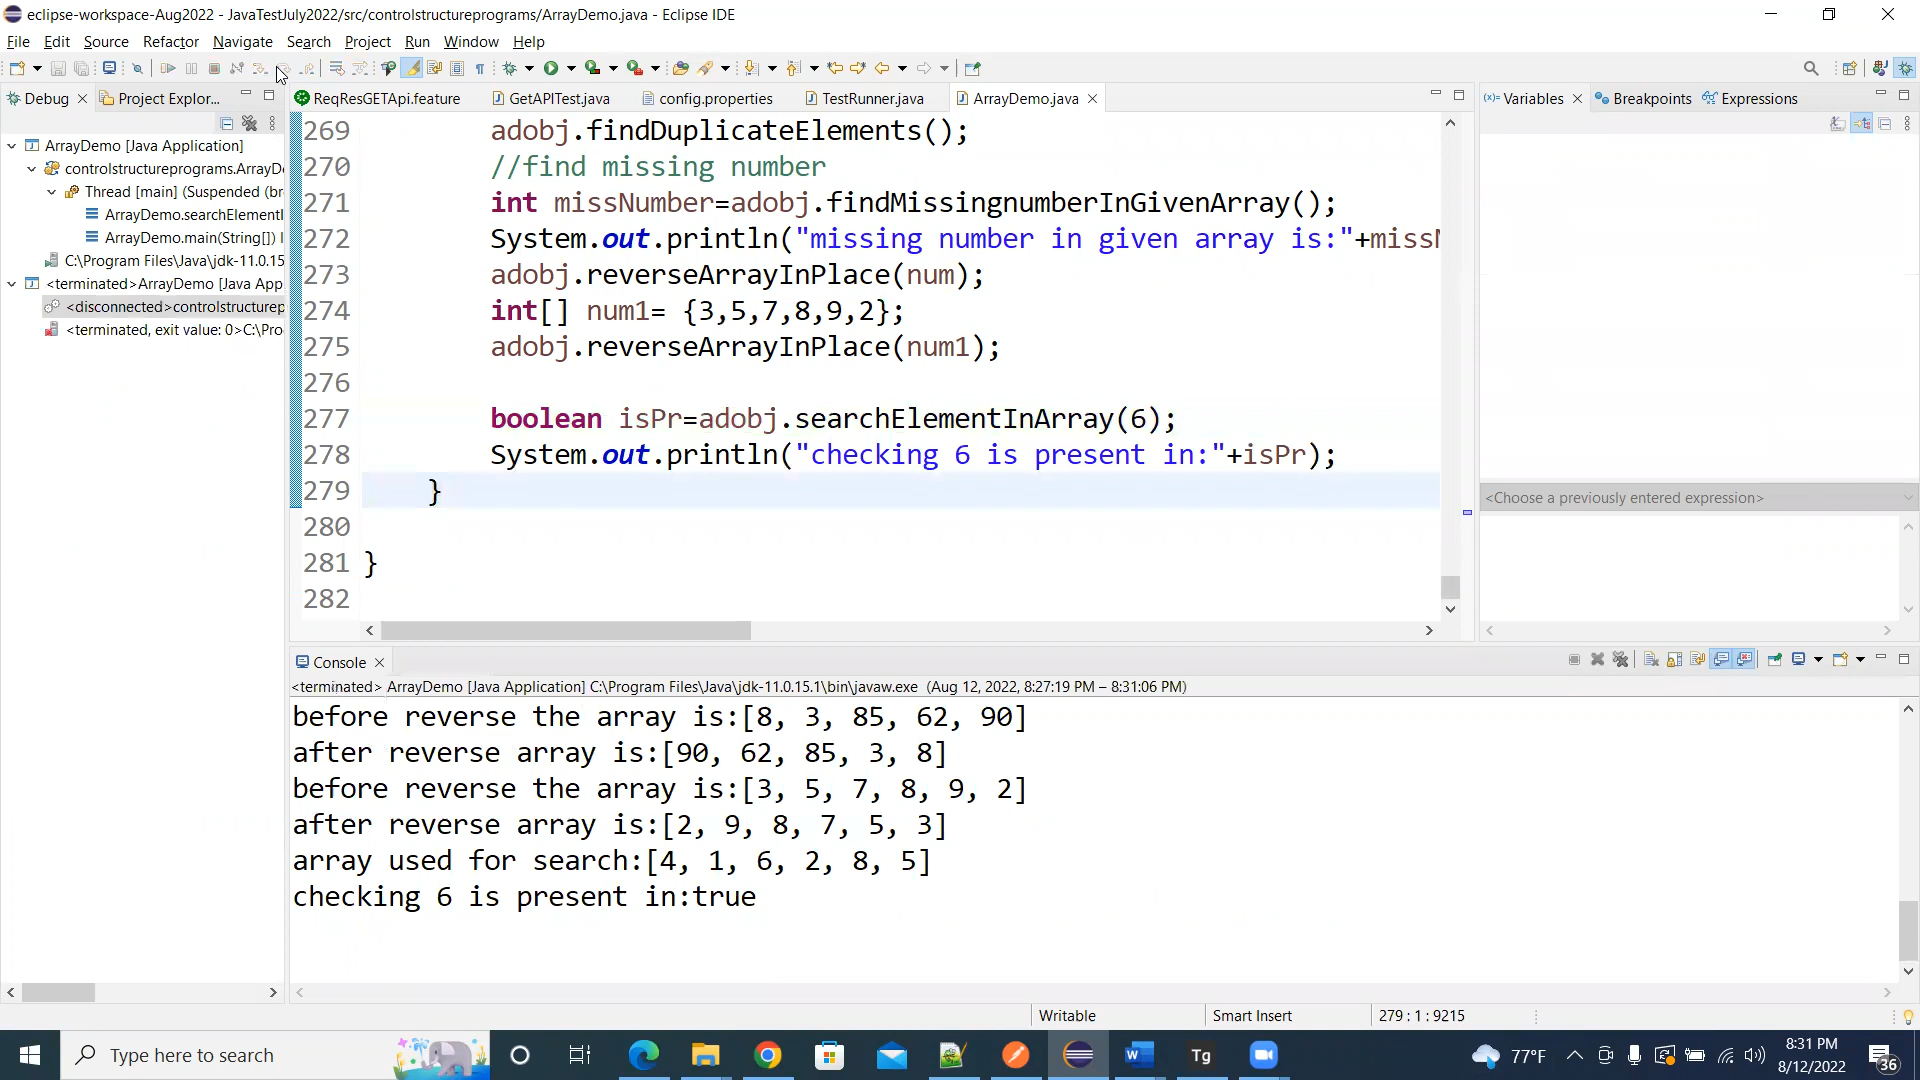 eclipse-workspace-Aug2022 - JavaTestJuly2022/src/controlstructureprograms/ArrayDemo.java - Eclipse IDE
File Edit Source Refactor Navigate Search Project Run Window Help
Debug Project Explor...
ArrayDemo [Java Application]
controlstructureprograms.ArrayDe
Thread [main] (Suspended (br
ArrayDemo.searchElementI
ArrayDemo.main(String[]) l
C:\Program Files\Java\jdk-11.0.15
<terminated>ArrayDemo [Java App
<disconnected>controlstructurep
<terminated, exit value: 0>C:\Pro
ReqResGETApi.feature GetAPITest.java config.properties TestRunner.java ArrayDemo.java
269 adobj.findDuplicateElements();
270 //find missing number
271 int missNumber=adobj.findMissingnumberInGivenArray();
272 System.out.println("missing number in given array is:"+missN
273 adobj.reverseArrayInPlace(num);
274 int[] num1= {3,5,7,8,9,2};
275 adobj.reverseArrayInPlace(num1);
276
277 boolean isPr=adobj.searchElementInArray(6);
278 System.out.println("checking 6 is present in:"+isPr);
279 }
280
281 }
282
(x)= Variables Breakpoints Expressions
<Choose a previously entered expression>
Console
<terminated> ArrayDemo [Java Application] C:\Program Files\Java\jdk-11.0.15.1\bin\javaw.exe (Aug 12, 2022, 8:27:19 PM – 8:31:06 PM)
before reverse the array is:[8, 3, 85, 62, 90]
after reverse array is:[90, 62, 85, 3, 8]
before reverse the array is:[3, 5, 7, 8, 9, 2]
after reverse array is:[2, 9, 8, 7, 5, 3]
array used for search:[4, 1, 6, 2, 8, 5]
checking 6 is present in:true
Writable Smart Insert 279 : 1 : 9215
Type here to search
W
Tg
77°F
8:31 PM
8/12/2022
36